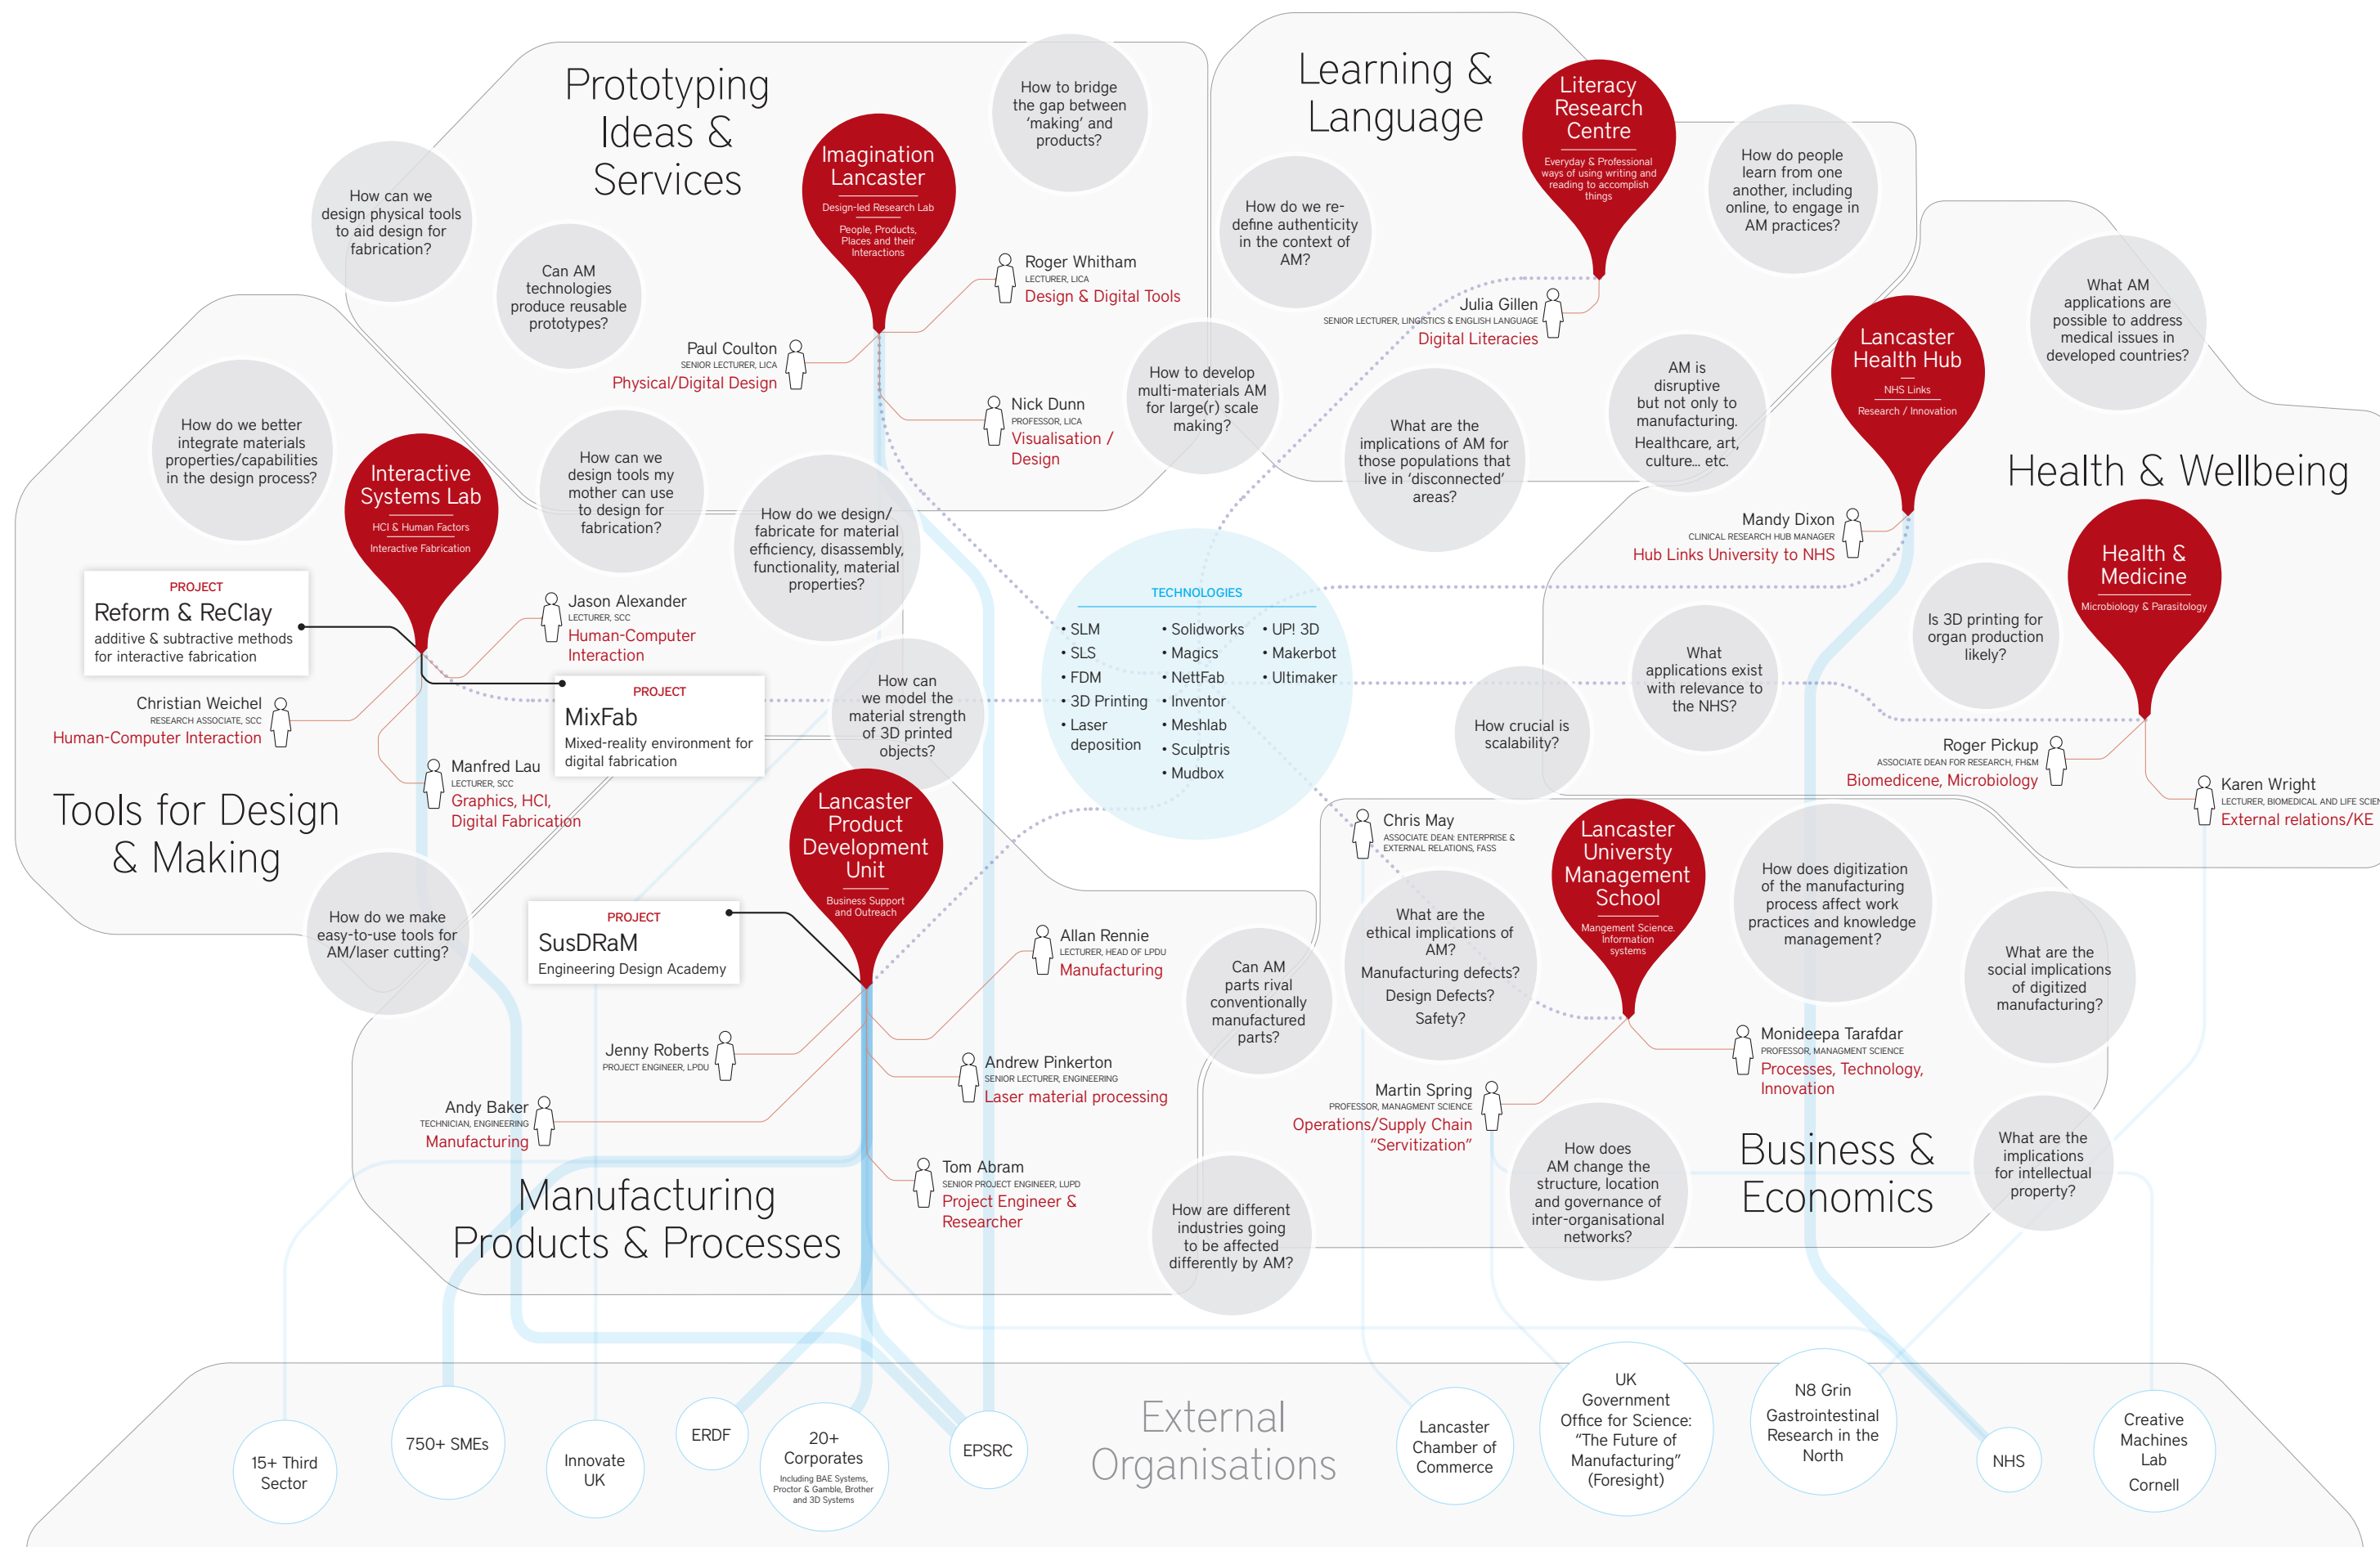 Prototyping
Ideas &
Services
How to bridge
the gap between
‘making’ and
products?
Imagination
Lancaster
Design-led Research Lab
People, Products,
Places and their
Interactions
How can we
design physical tools
to aid design for
fabrication?
Can AM
technologies
produce reusable
prototypes?
Roger Whitham
LECTURER, LICA
Design & Digital Tools
Paul Coulton
SENIOR LECTURER, LICA
Physical/Digital Design
Nick Dunn
PROFESSOR, LICA
Visualisation /
Design
How to develop
multi-materials AM
for large(r) scale
making?
How can we
design tools my
mother can use
to design for
fabrication?
How do we design/
fabricate for material
efficiency, disassembly,
functionality, material
properties?
Learning &
Language
Literacy
Research
Centre
Everyday & Professional
ways of using writing and
reading to accomplish
things
How do people
learn from one
another, including
online, to engage in
AM practices?
How do we re-
define authenticity
in the context of
AM?
Julia Gillen
SENIOR LECTURER, LINGISTICS & ENGLISH LANGUAGE
Digital Literacies
AM is
disruptive
but not only to
manufacturing.
Healthcare, art,
culture... etc.
What are the
implications of AM for
those populations that
live in ‘disconnected’
areas?
What AM
applications are
possible to address
medical issues in
developed countries?
Lancaster
Health Hub
NHS Links
Research / Innovation
Health & Wellbeing
Mandy Dixon
CLINICAL RESEARCH HUB MANAGER
Hub Links University to NHS
Health &
Medicine
Microbiology & Parasitology
Is 3D printing for
organ production
likely?
What
applications exist
with relevance to
the NHS?
How crucial is
scalability?
Roger Pickup
ASSOCIATE DEAN FOR RESEARCH, FH&M
Biomedicene, Microbiology
Karen Wright
LECTURER, BIOMEDICAL AND LIFE SCIEN
External relations/KE
How do we better
integrate materials
properties/capabilities
in the design process?
Interactive
Systems Lab
HCI & Human Factors
Interactive Fabrication
PROJECT
Reform & ReClay
additive & subtractive methods
for interactive fabrication
Jason Alexander
LECTURER, SCC
Human-Computer
Interaction
Christian Weichel
RESEARCH ASSOCIATE, SCC
Human-Computer Interaction
PROJECT
MixFab
Mixed-reality environment for
digital fabrication
Manfred Lau
LECTURER, SCC
Graphics, HCI,
Digital Fabrication
Tools for Design
& Making
How do we make
easy-to-use tools for
AM/laser cutting?
How can
we model the
material strength
of 3D printed
objects?
TECHNOLOGIES
• SLM
• SLS
• FDM
• 3D Printing
• Laser
deposition
• Solidworks
• Magics
• NettFab
• Inventor
• Meshlab
• Sculptris
• Mudbox
• UP! 3D
• Makerbot
• Ultimaker
Lancaster
Product
Development
Unit
Business Support
and Outreach
PROJECT
SusDRaM
Engineering Design Academy
Allan Rennie
LECTURER, HEAD OF LPDU
Manufacturing
Jenny Roberts
PROJECT ENGINEER, LPDU
Andrew Pinkerton
SENIOR LECTURER, ENGINEERING
Laser material processing
Andy Baker
TECHNICIAN, ENGINEERING
Manufacturing
Tom Abram
SENIOR PROJECT ENGINEER, LUPD
Project Engineer &
Researcher
Manufacturing
Products & Processes
Can AM
parts rival
conventionally
manufactured
parts?
How are different
industries going
to be affected
differently by AM?
Chris May
ASSOCIATE DEAN: ENTERPRISE &
EXTERNAL RELATIONS, FASS
What are the
ethical implications of
AM?
Manufacturing defects?
Design Defects?
Safety?
Lancaster
Universty
Management
School
Mangement Science.
Information
systems
How does digitization
of the manufacturing
process affect work
practices and knowledge
management?
What are the
social implications
of digitized
manufacturing?
Monideepa Tarafdar
PROFESSOR, MANAGMENT SCIENCE
Processes, Technology,
Innovation
Martin Spring
PROFESSOR, MANAGMENT SCIENCE
Operations/Supply Chain
“Servitization”
How does
AM change the
structure, location
and governance of
inter-organisational
networks?
Business &
Economics
What are the
implications
for intellectual
property?
External
Organisations
15+ Third
Sector
750+ SMEs
Innovate
UK
ERDF
20+
Corporates
Including BAE Systems,
Proctor & Gamble, Brother
and 3D Systems
EPSRC
Lancaster
Chamber of
Commerce
UK
Government
Office for Science:
“The Future of
Manufacturing”
(Foresight)
N8 Grin
Gastrointestinal
Research in the
North
NHS
Creative
Machines
Lab
Cornell